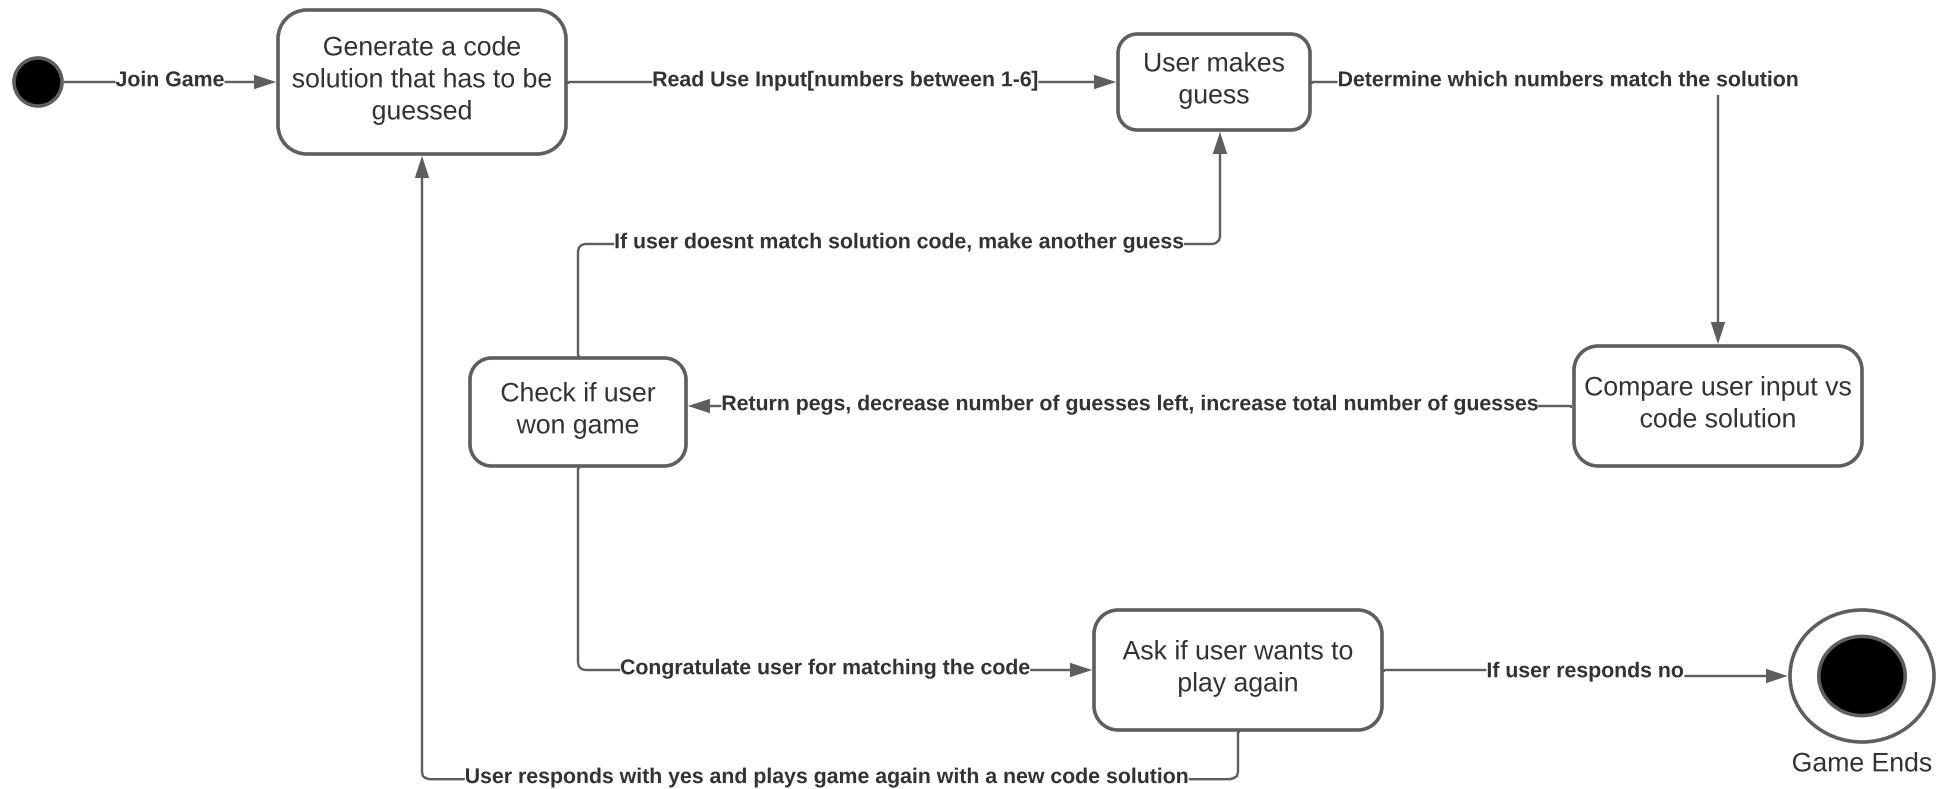 Join Game
Generate a code
solution that has to be
guessed
Read Use Input[numbers between 1-6]
User makes
guess
Determine which numbers match the solution
If user doesnt match solution code, make another guess
Check if user
won game
Return pegs, decrease number of guesses left, increase total number of guesses
Compare user input vs
code solution
Congratulate user for matching the code
Ask if user wants to
play again
If user responds no
Game Ends
User responds with yes and plays game again with a new code solution